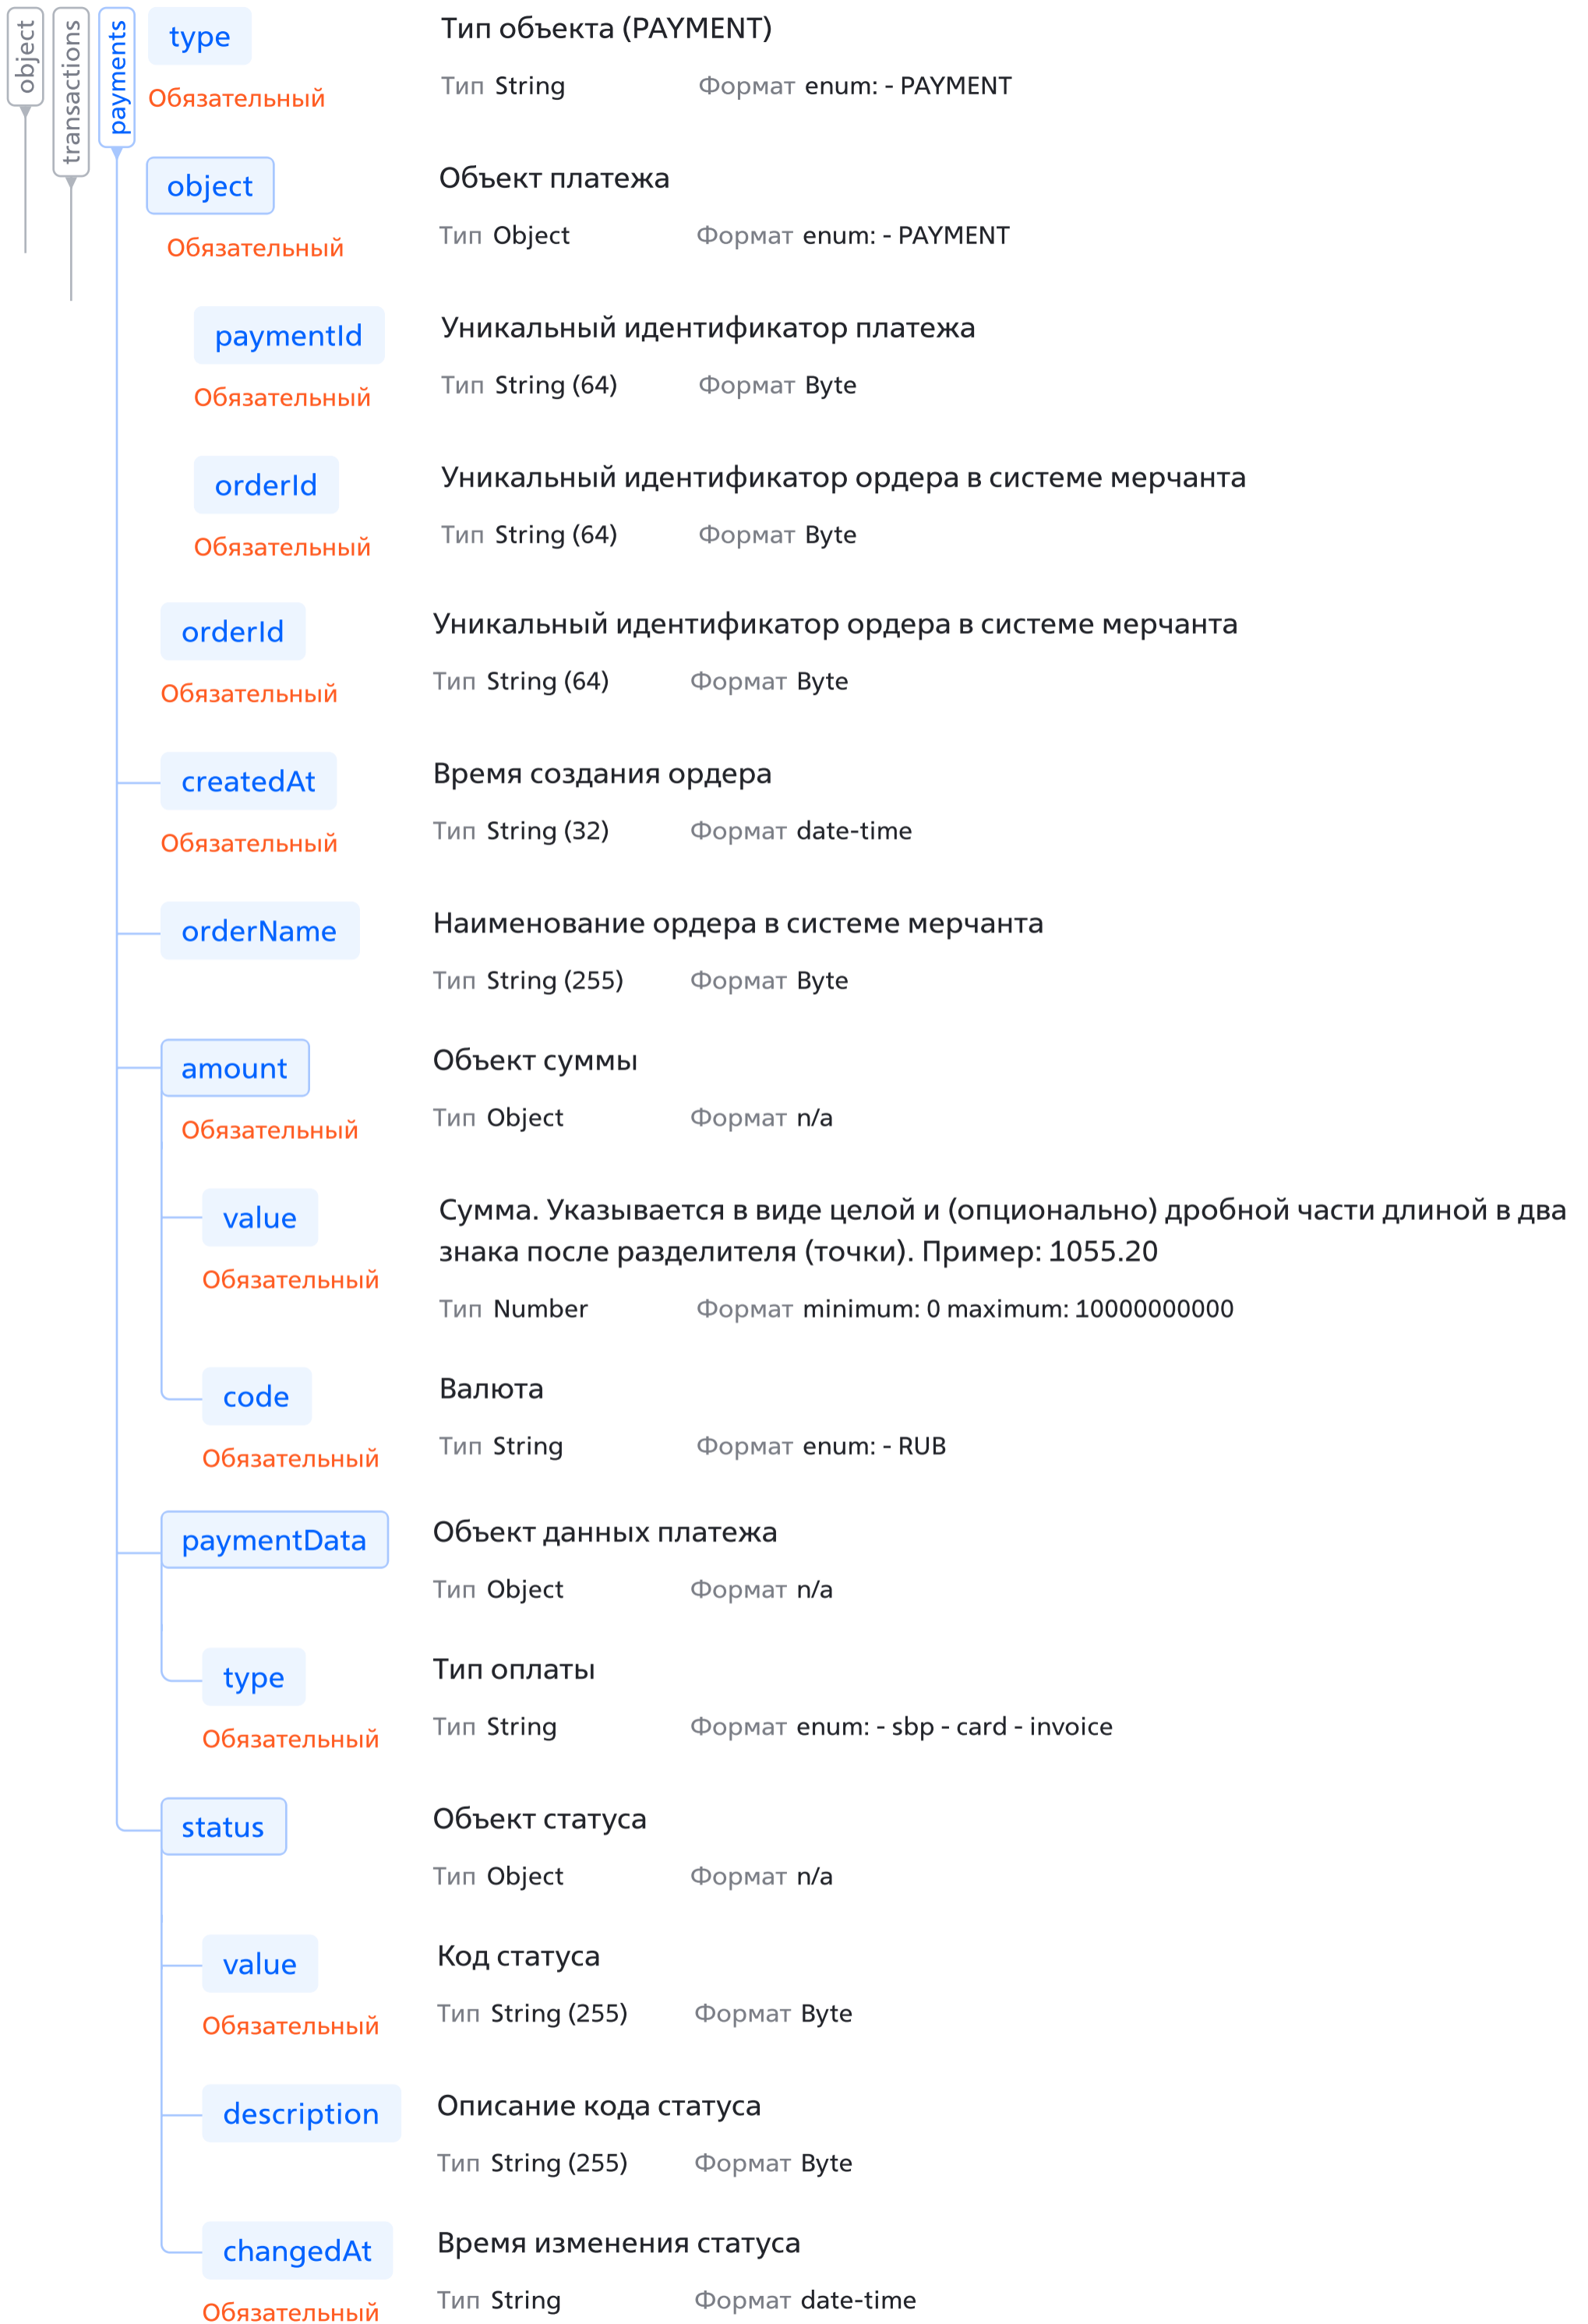 object
transactions
payments
type
Тип объекта (PAYMENT)
Обязательный
Тип String Формат enum: - PAYMENT
object
Объект платежа
Обязательный
Тип Object Формат enum: - PAYMENT
paymentId
Уникальный идентификатор платежа
Обязательный
Тип String (64) Формат Byte
orderId
Уникальный идентификатор ордера в системе мерчанта
Обязательный
Тип String (64) Формат Byte
orderId
Уникальный идентификатор ордера в системе мерчанта
Обязательный
Тип String (64) Формат Byte
createdAt
Время создания ордера
Обязательный
Тип String (32) Формат date-time
orderName
Наименование ордера в системе мерчанта
Тип String (255) Формат Byte
amount
Объект суммы
Обязательный
Тип Object Формат n/a
value
Сумма. Указывается в виде целой и (опционально) дробной части длиной в два
знака после разделителя (точки). Пример: 1055.20
Обязательный
Тип Number Формат minimum: 0 maximum: 10000000000
code
Валюта
Обязательный
Тип String Формат enum: - RUB
paymentData
Объект данных платежа
Тип Object Формат n/a
type
Тип оплаты
Обязательный
Тип String Формат enum: - sbp - card - invoice
status
Объект статуса
Тип Object Формат n/a
value
Код статуса
Обязательный
Тип String (255) Формат Byte
description
Описание кода статуса
Тип String (255) Формат Byte
changedAt
Время изменения статуса
Обязательный
Тип String Формат date-time